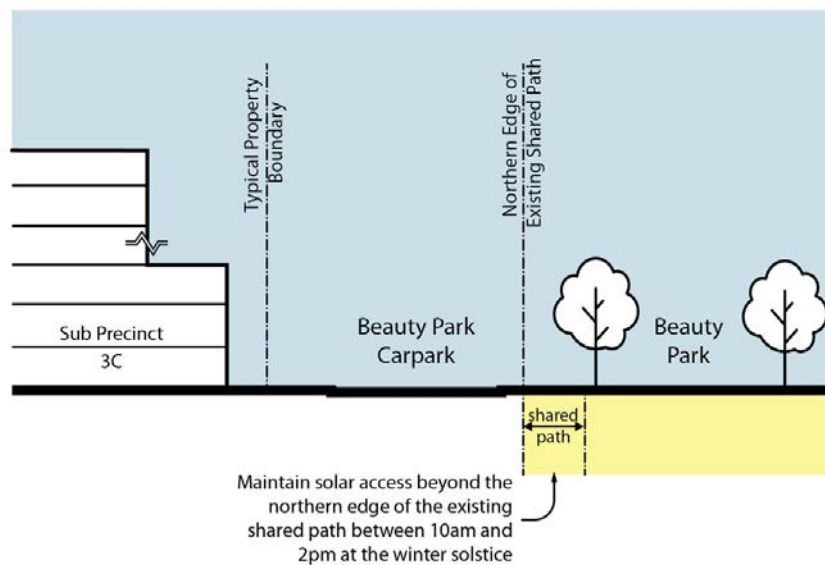 Typical Property
Boundary
Northern Edge of
Existing Shared Path
Sub Precinct
3C
Beauty Park
Carpark
Beauty
Park
shared
path
Maintain solar access beyond the
northern edge of the existing
shared path between 10am and
2pm at the winter solstice